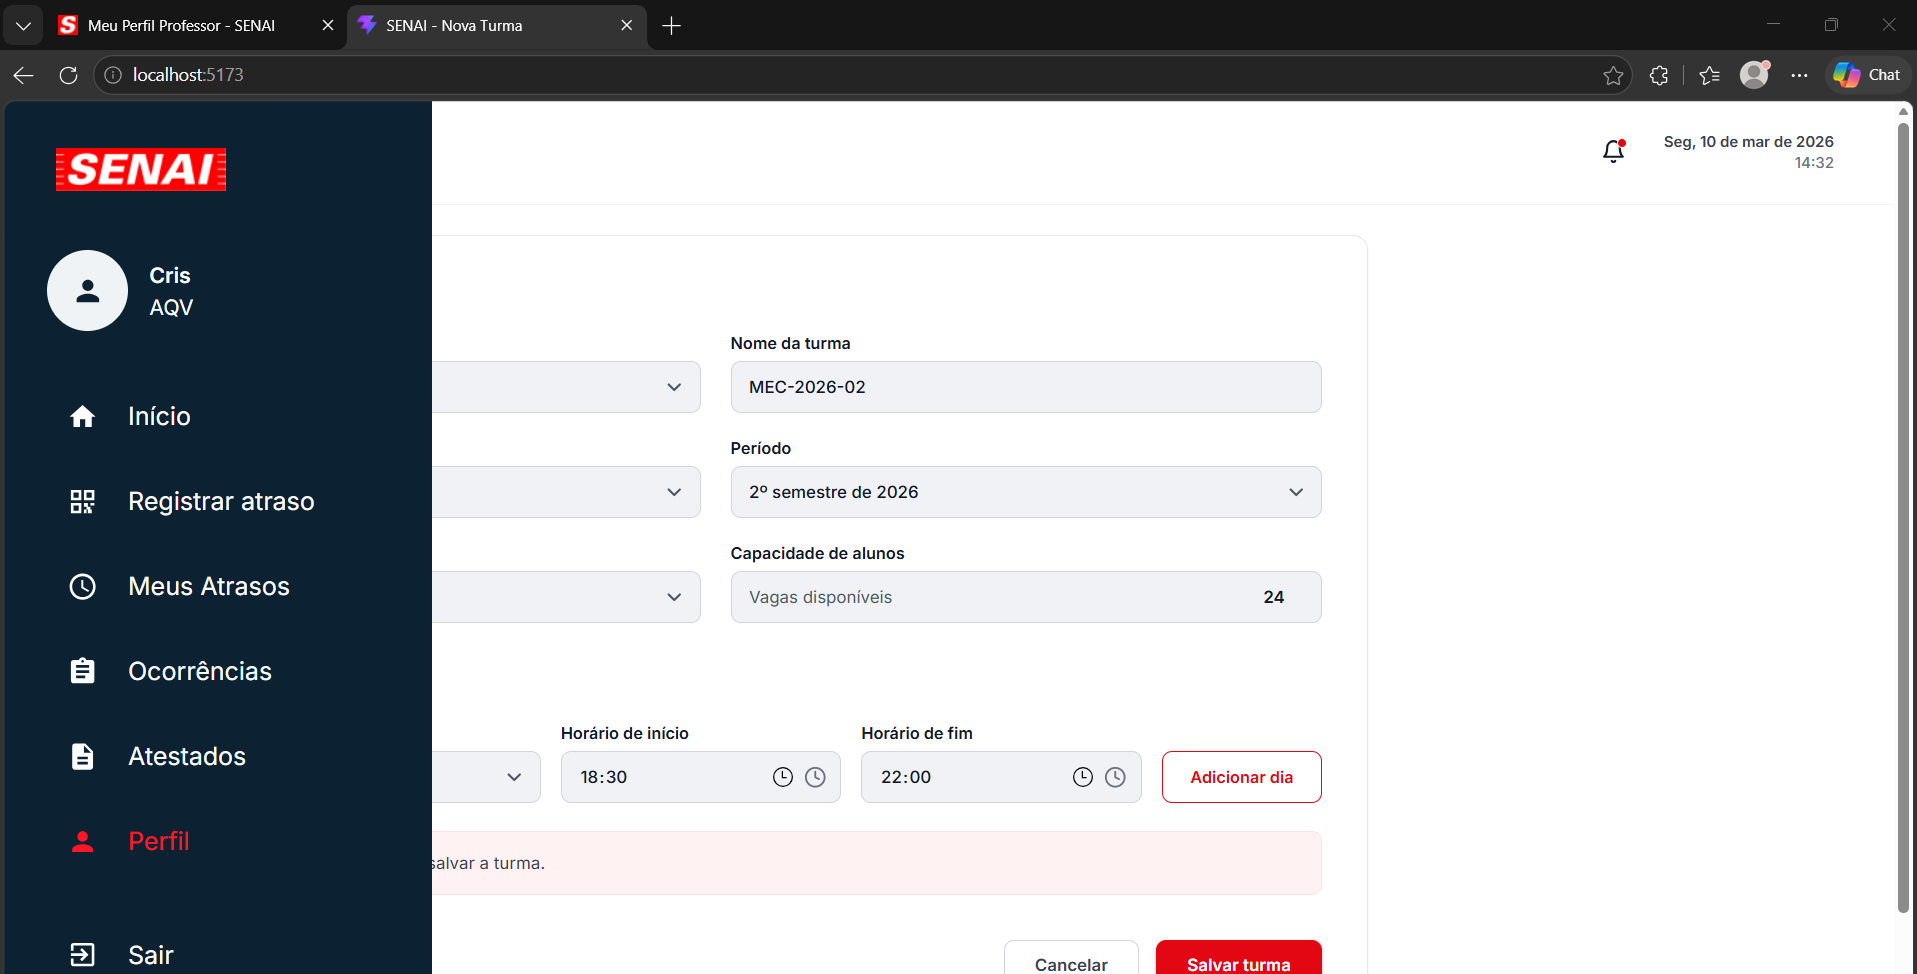 Meu Perfil Professor - SENAI
SENAI - Nova Turma
localhost:5173
Chat
SENAI
Cris
AQV
Início
Registrar atraso
Meus Atrasos
Ocorrências
Atestados
Perfil
Sair
Seg, 10 de mar de 2026
14:32
Nome da turma
MEC-2026-02
Período
2º semestre de 2026
Capacidade de alunos
Vagas disponíveis 24
Horário de início Horário de fim
18:30 22:00 Adicionar dia
salvar a turma.
Cancelar Salvar turma